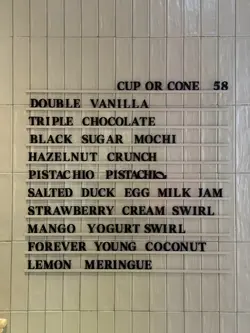 CUP OR CONE 58
DOUBLE VANILLA
TRIPLE CHOCOLATE
BLACK SUGAR MOCHI
HAZELNUT CRUNCH
PISTACHIO PISTACHIO
SALTED DUCK EGG MILK JAM
STRAWBERRY CREAM SWIRL
MANGO YOGURT SWIRL
FOREVER YOUNG COCONUT
LEMON MERINGUE